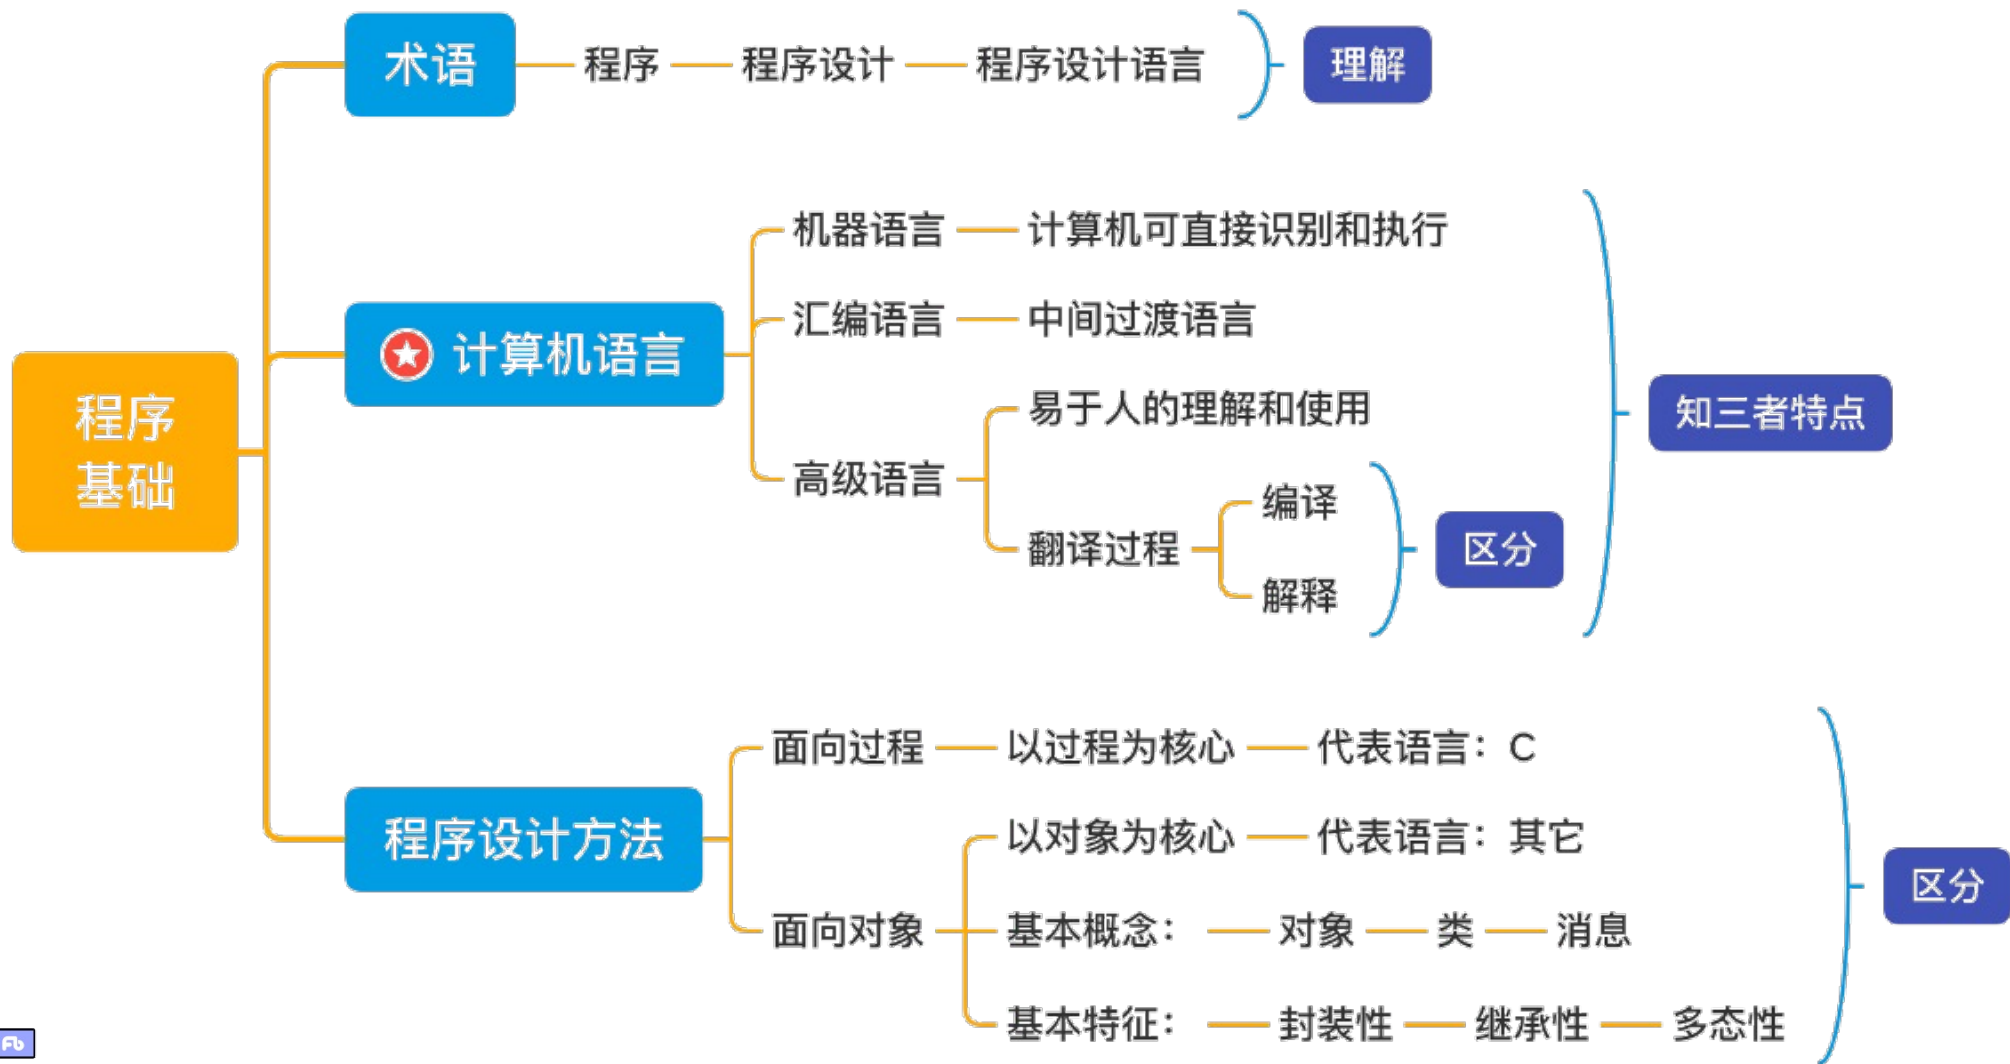 术语
程序
程序设计
程序设计语言
理解
机器语言
计算机可直接识别和执行
汇编语言
中间过渡语言
计算机语言
易于人的理解和使用
高级语言
翻译过程
编译
解释
区分
知三者特点
程序
基础
面向过程
以过程为核心
代表语言：C
程序设计方法
面向对象
以对象为核心
代表语言：其它
基本概念：
对象
类
消息
基本特征：
封装性
继承性
多态性
区分
Fb